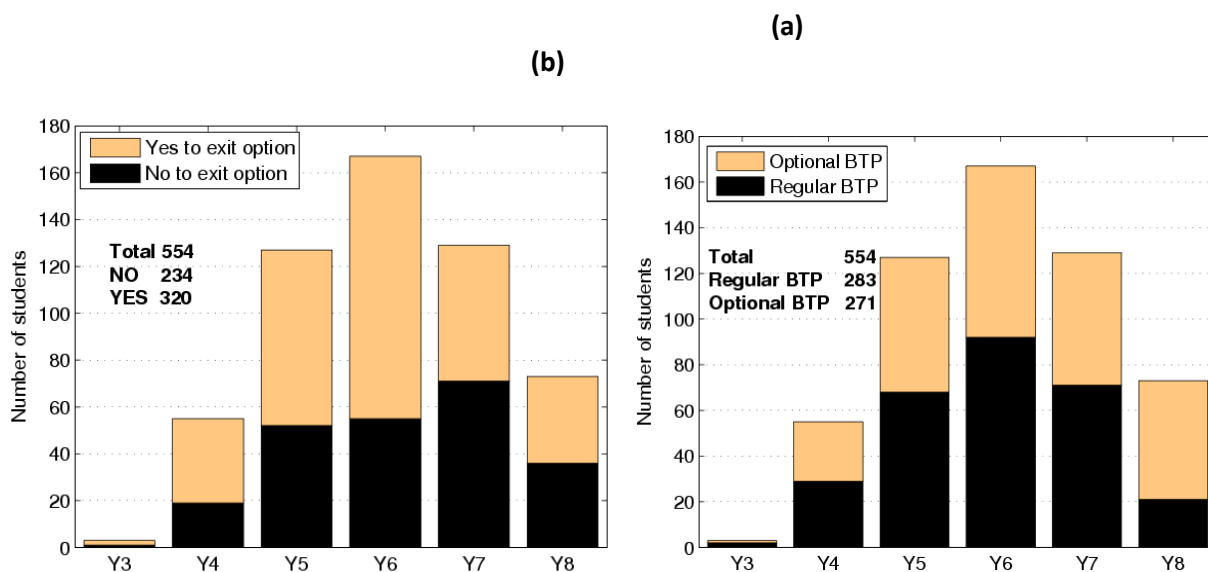 (a)
(b)
180
160
140
120
100
80
60
40
20
0
Number of students
Yes to exit option
No to exit option
Total 554
NO 234
YES 320
Y3 Y4 Y5 Y6 Y7 Y8
180
160
140
120
100
80
60
40
20
0
Number of students
Optional BTP
Regular BTP
Total 554
Regular BTP 283
Optional BTP 271
Y3 Y4 Y5 Y6 Y7 Y8